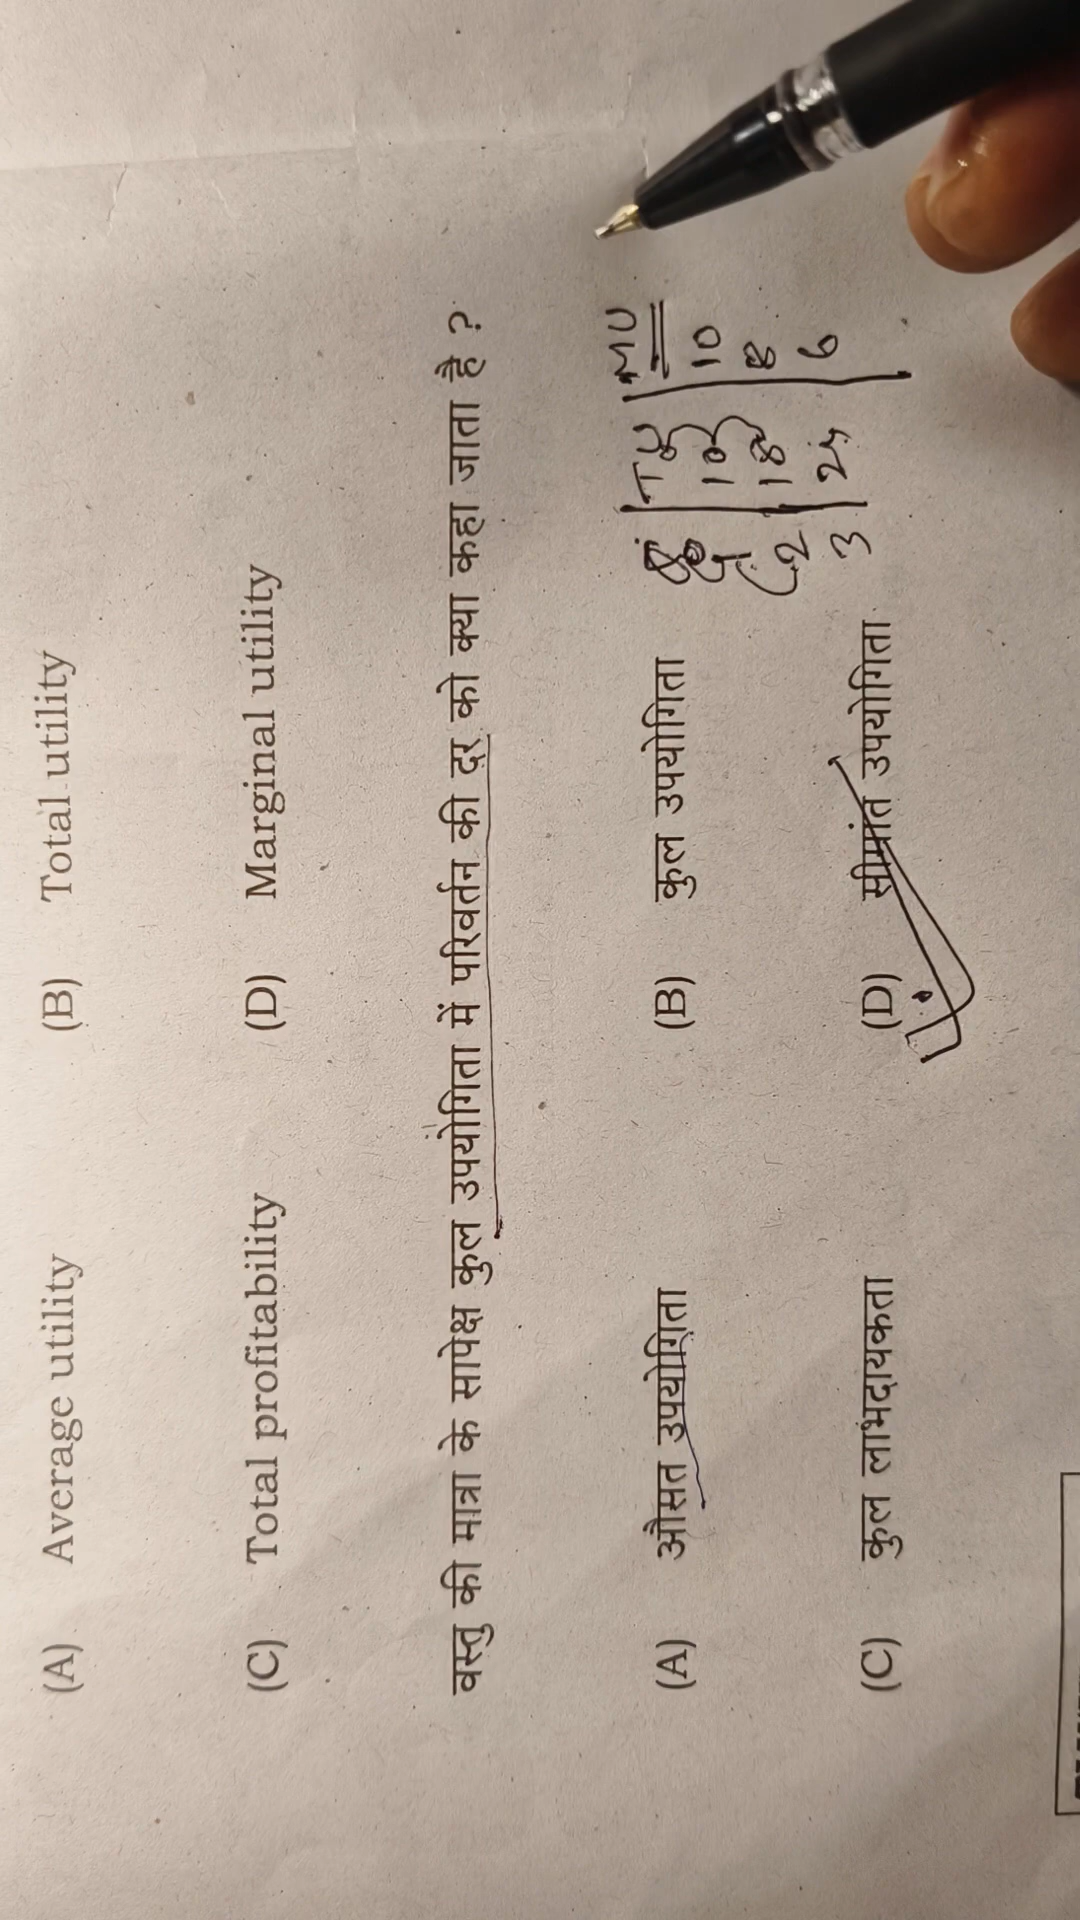 (A) Average utility (B) Total utility
(C) Total profitability (D) Marginal utility
वस्तु की मात्रा के सापेक्ष कुल उपयोगिता में परिवर्तन की दर को क्या कहा जाता है ?
(A) औसत उपयोगिता (B) कुल उपयोगिता
(C) कुल लाभदायकता (D) सीमांत उपयोगिता
TU MU
1 10 10
2 18 8
3 24 6